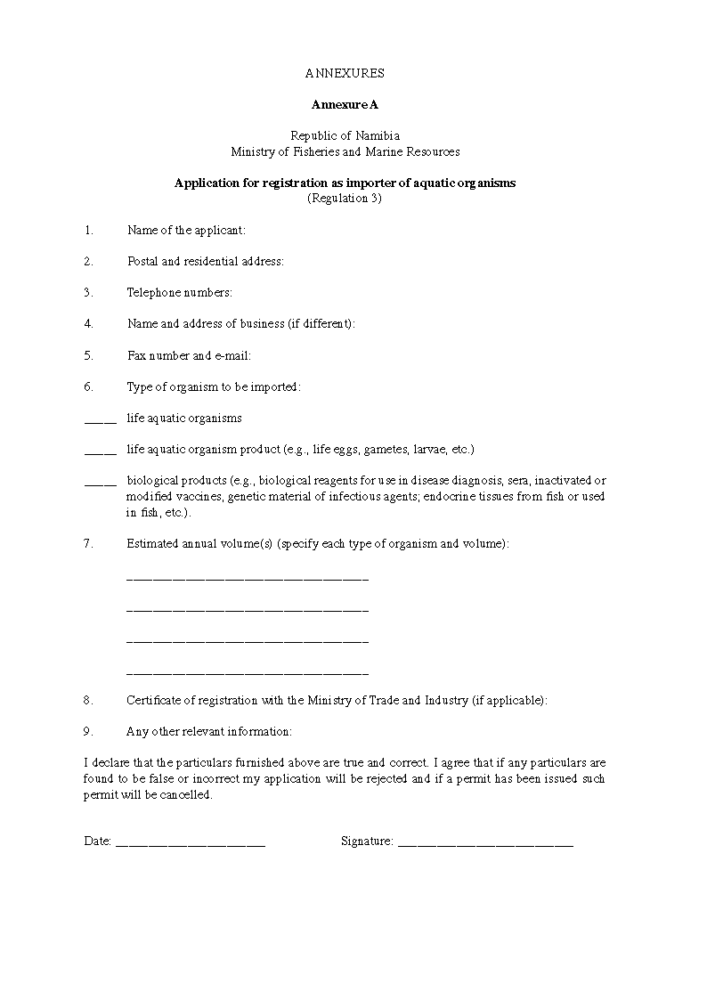 ANNEXURES
Annexure A
Republic of Namibia
Ministry of Fisheries and Marine Resources
Application for registration as importer of aquatic organisms
(Regulation 3)
1. Name of the applicant:
2. Postal and residential address:
3. Telephone numbers:
4. Name and address of business (if different):
5. Fax number and e-mail:
6. Type of organism to be imported:
_____ life aquatic organisms
_____ life aquatic organism product (e.g., life eggs, gametes, larvae, etc.)
_____ biological products (e.g., biological reagents for use in disease diagnosis, sera, inactivated or
modified vaccines, genetic material of infectious agents; endocrine tissues from fish or used
in fish, etc.).
7. Estimated annual volume(s) (specify each type of organism and volume):
_____________________________________
_____________________________________
_____________________________________
_____________________________________
8. Certificate of registration with the Ministry of Trade and Industry (if applicable):
9. Any other relevant information:
I declare that the particulars furnished above are true and correct. I agree that if any particulars are
found to be false or incorrect my application will be rejected and if a permit has been issued such
permit will be cancelled.
Date: _______________________ Signature: ___________________________